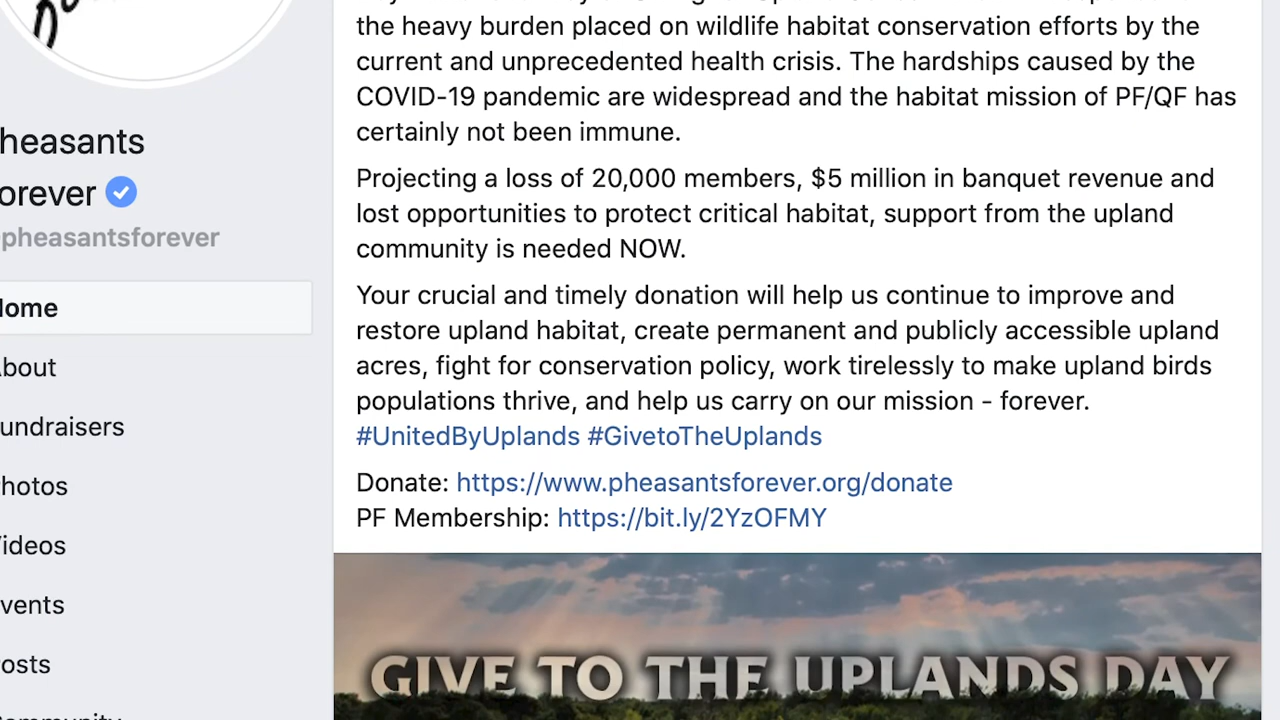 heasants
orever
pheasantsforever
ome
bout
undraisers
hotos
ideos
vents
osts
the heavy burden placed on wildlife habitat conservation efforts by the
current and unprecedented health crisis. The hardships caused by the
COVID-19 pandemic are widespread and the habitat mission of PF/QF has
certainly not been immune.
Projecting a loss of 20,000 members, $5 million in banquet revenue and
lost opportunities to protect critical habitat, support from the upland
community is needed NOW.
Your crucial and timely donation will help us continue to improve and
restore upland habitat, create permanent and publicly accessible upland
acres, fight for conservation policy, work tirelessly to make upland birds
populations thrive, and help us carry on our mission - forever.
#UnitedByUplands #GivetoTheUplands
Donate: https://www.pheasantsforever.org/donate
PF Membership: https://bit.ly/2YzOFMY
GIVE TO THE UPLANDS DAY